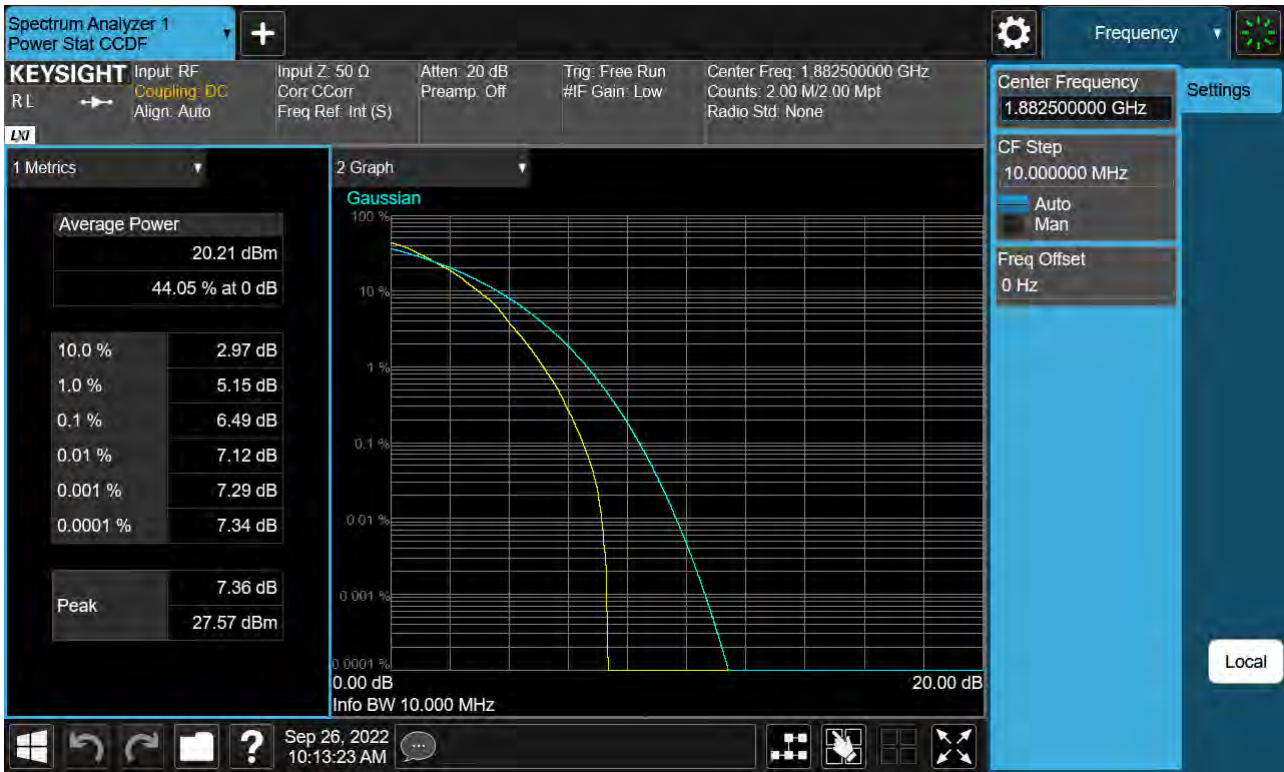 Spectrum Analyzer 1
Power Stat CCDF
Frequency
KEYSIGHT
RL
LXI
Input: RF
Coupling: DC
Align: Auto
Input Z: 50 Ω
Corr CCorr
Freq Ref: Int (S)
Atten: 20 dB
Preamp: Off
Trig: Free Run
#IF Gain: Low
Center Freq: 1.882500000 GHz
Counts: 2.00 M/2.00 Mpt
Radio Std: None
Center Frequency
1.882500000 GHz
Settings
CF Step
10.000000 MHz
Auto
Man
Freq Offset
0 Hz
Local
1 Metrics
Average Power
20.21 dBm
44.05 % at 0 dB
10.0 % 2.97 dB
1.0 % 5.15 dB
0.1 % 6.49 dB
0.01 % 7.12 dB
0.001 % 7.29 dB
0.0001 % 7.34 dB
Peak
7.36 dB
27.57 dBm
2 Graph
Gaussian
100 %
10 %
1 %
0.1 %
0.01 %
0.001 %
0.0001 %
0.00 dB 20.00 dB
Info BW 10.000 MHz
?
Sep 26, 2022
10:13:23 AM